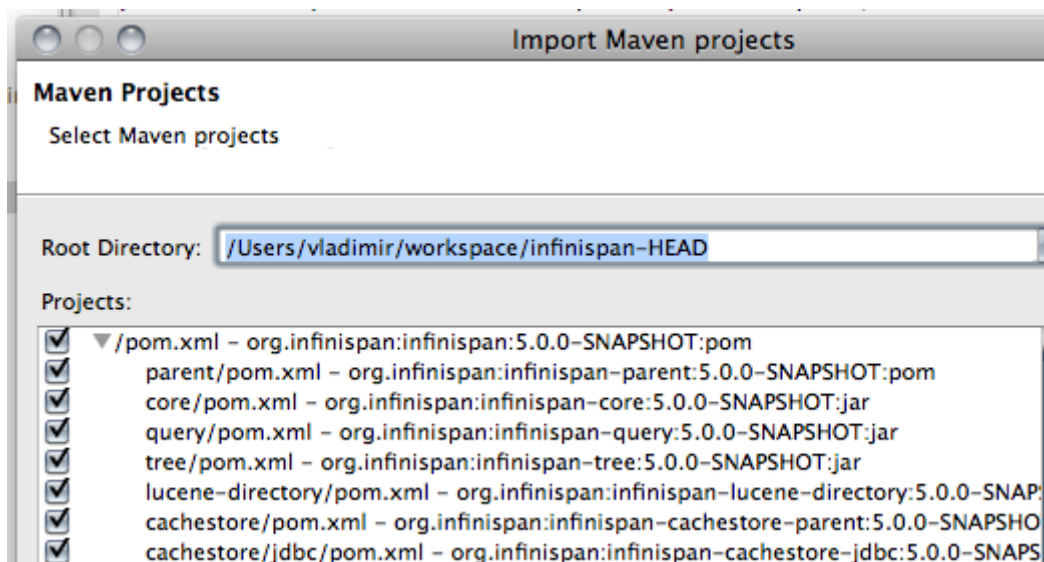 Import Maven projects
Maven Projects
Select Maven projects
Root Directory: /Users/vladimir/workspace/infinispan-HEAD
Projects:
/pom.xml – org.infinispan:infinispan:5.0.0-SNAPSHOT:pom
parent/pom.xml – org.infinispan:infinispan-parent:5.0.0-SNAPSHOT:pom
core/pom.xml – org.infinispan:infinispan-core:5.0.0-SNAPSHOT:jar
query/pom.xml – org.infinispan:infinispan-query:5.0.0-SNAPSHOT:jar
tree/pom.xml – org.infinispan:infinispan-tree:5.0.0-SNAPSHOT:jar
lucene-directory/pom.xml – org.infinispan:infinispan-lucene-directory:5.0.0-SNAP
cachestore/pom.xml – org.infinispan:infinispan-cachestore-parent:5.0.0-SNAPSHO
cachestore/jdbc/pom.xml – org.infinispan:infinispan-cachestore-jdbc:5.0.0-SNAPS